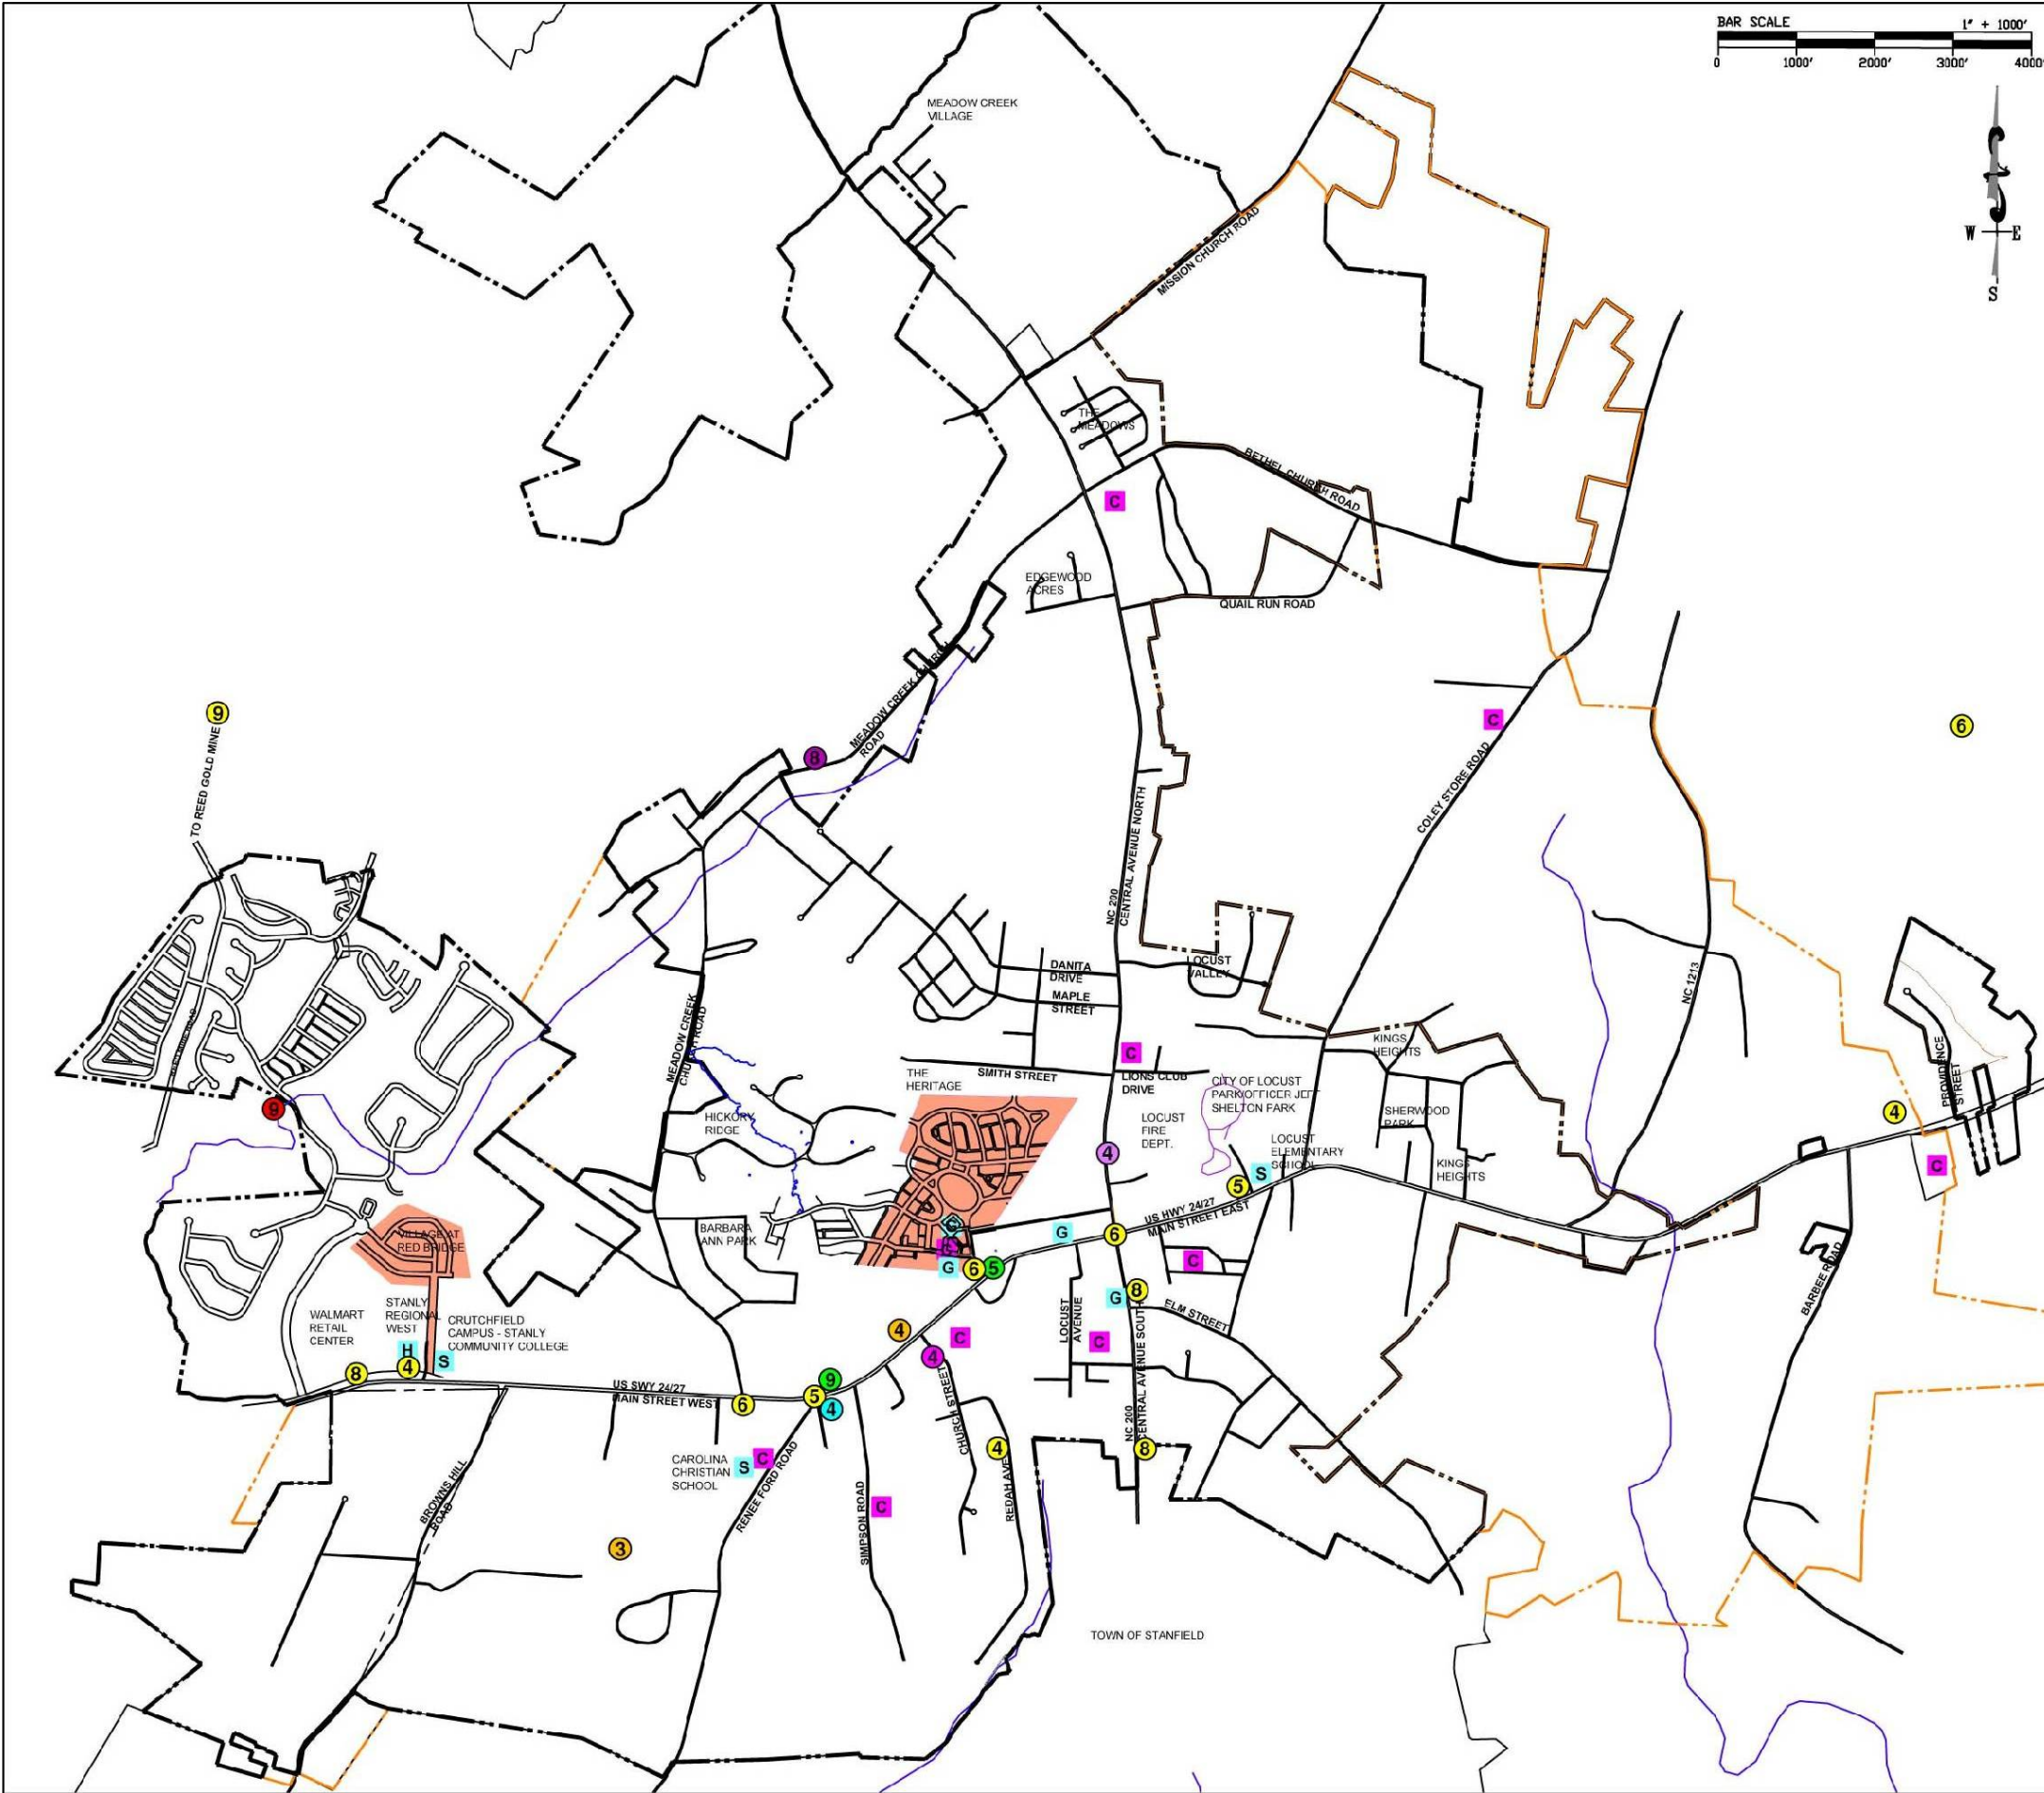 BAR SCALE 1" + 1000'
0 1000' 2000' 3000' 4000'
W E
S
MEADOW CREEK
VILLAGE
MISSION CHURCH ROAD
THE
MEADOWS
BETHEL CHURCH ROAD
C
EDGEWOOD
ACRES
QUAIL RUN ROAD
MEADOW CREEK CHURCH
ROAD
9
8
C
6
TO REED GOLD MINE
COLEY STORE ROAD
NC 200
CENTRAL AVENUE NORTH
DANITA
DRIVE
LOCUST
VALLEY
MAPLE
STREET
NC 1213
MEADOW CREEK
CHURCH ROAD
C
KINGS
HEIGHTS
SMITH STREET
THE
HERITAGE
LIONS CLUB
DRIVE
CITY OF LOCUST
PARK/OFFICER JEFF
SHELTON PARK
PROVIDENCE
STREET
9
HICKORY
RIDGE
LOCUST
FIRE
DEPT.
SHERWOOD
PARK
4
4
LOCUST
ELEMENTARY
SCHOOL
S
5
KINGS
HEIGHTS
C
BARBARA
ANN PARK
US HWY 24/27
MAIN STREET EAST
VILLAGE AT
RED BRIDGE
G
6
G
6
5
C
BARBEE ROAD
G
8
WALMART
RETAIL
CENTER
STANLY
REGIONAL
WEST
CRUTCHFIELD
CAMPUS - STANLY
COMMUNITY COLLEGE
LOCUST
AVENUE
ELM STREET
4
C
C
4
H
S
8
4
US SWY 24/27
MAIN STREET WEST
6
9
5
4
CHURCH STREET
NC 200
CENTRAL AVENUE SOUTH
CAROLINA
CHRISTIAN
SCHOOL
S
C
RENEE FORD ROAD
4
8
BROWNS HILL
ROAD
SIMPSON ROAD
C
REDAH AVE
3
TOWN OF STANFIELD